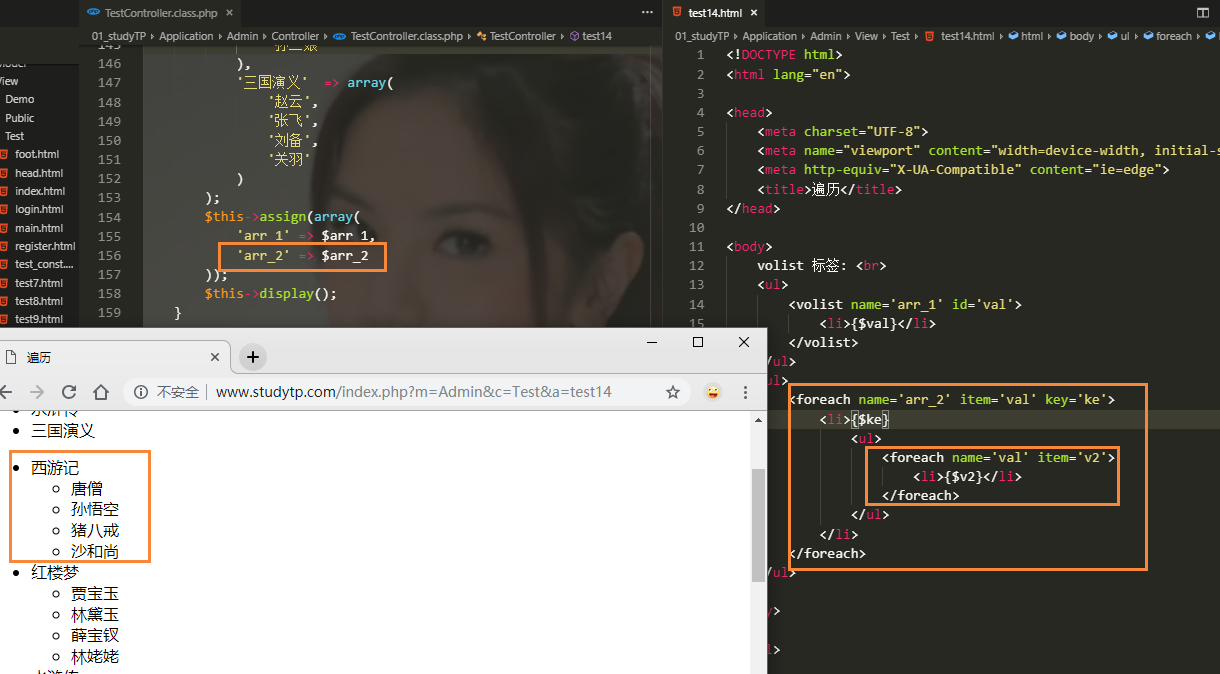 TestController.class.php ×
01_studyTP › Application › Admin › Controller › TestController.class.php › TestController › test14
View
Demo
Public
Test
foot.html
head.html
index.html
login.html
main.html
register.html
test_const....
test7.html
test8.html
test9.html
146 ),
147 '三国演义' => array(
148 '赵云',
149 '张飞',
150 '刘备',
151 '关羽'
152 )
153 );
154 $this->assign(array(
155 'arr_1' => $arr_1,
156 'arr_2' => $arr_2
157 ));
158 $this->display();
159 }
test14.html ×
01_studyTP › Application › Admin › View › Test › test14.html › html › body › ul › foreach ›
1 <!DOCTYPE html>
2 <html lang="en">
3
4 <head>
5 <meta charset="UTF-8">
6 <meta name="viewport" content="width=device-width, initial-s
7 <meta http-equiv="X-UA-Compatible" content="ie=edge">
8 <title>遍历</title>
9 </head>
10
11 <body>
12 volist 标签: <br>
13 <ul>
14 <volist name='arr_1' id='val'>
15 <li>{$val}</li>
</volist>
/ul>
ul>
<foreach name='arr_2' item='val' key='ke'>
<li>{$ke}
<ul>
<foreach name='val' item='v2'>
<li>{$v2}</li>
</foreach>
</ul>
</li>
</foreach>
/ul>
/>
l>
遍历 ×
不安全 www.studytp.com/index.php?m=Admin&c=Test&a=test14
三国演义
西游记
唐僧
孙悟空
猪八戒
沙和尚
红楼梦
贾宝玉
林黛玉
薛宝钗
林姥姥